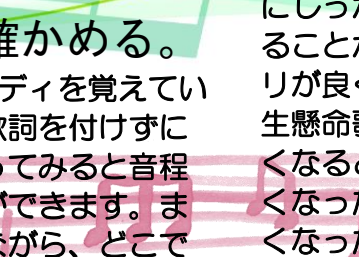 確かめる。
ディを覚えてい
歌詞を付けずに
ってみると音程
ができます。ま
ながら、どこで
にしっか
ることが
リが良く
生懸命
くなる
くなった
くなった